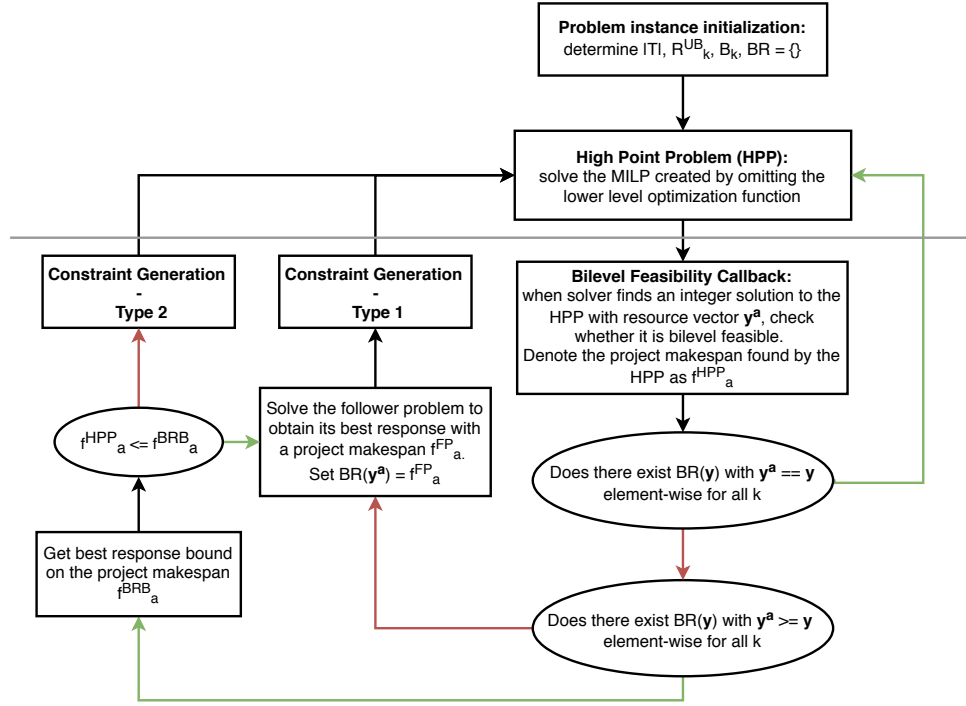 Problem instance initialization:
determine |T|, R^UB_k, B_k, BR = {}
High Point Problem (HPP):
solve the MILP created by omitting the
lower level optimization function
Constraint Generation
-
Type 2
Constraint Generation
-
Type 1
Bilevel Feasibility Callback:
when solver finds an integer solution to the
HPP with resource vector y^a, check
whether it is bilevel feasible.
Denote the project makespan found by the
HPP as f^HPP_a
f^HPP_a <= f^BRB_a
Solve the follower problem to
obtain its best response with
a project makespan f^FP_a.
Set BR(y^a) = f^FP_a
Does there exist BR(y) with y^a == y
element-wise for all k
Get best response bound
on the project makespan
f^BRB_a
Does there exist BR(y) with y^a >= y
element-wise for all k